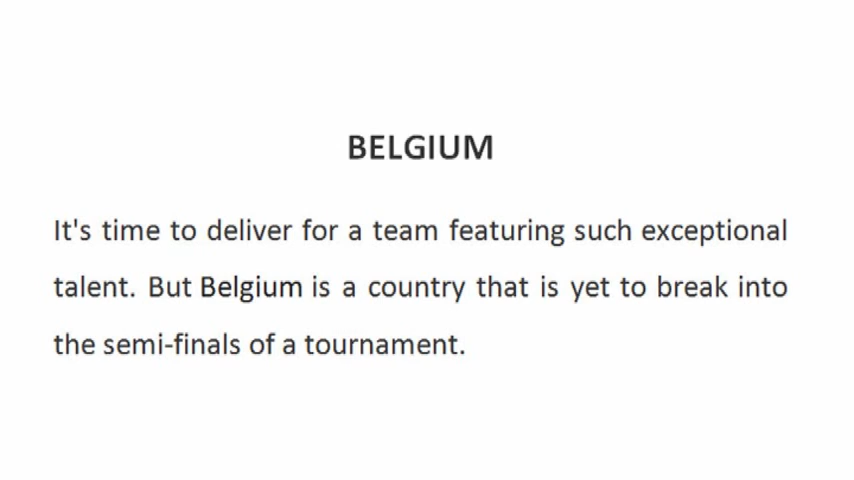 BELGIUM
It's time to deliver for a team featuring such exceptional
talent. But Belgium is a country that is yet to break into
the semi-finals of a tournament.